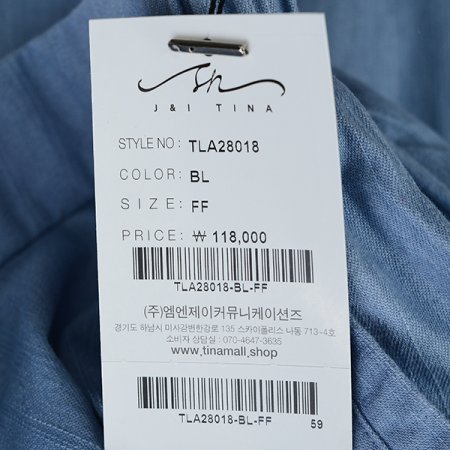 J & I TINA
STYLE NO : TLA28018
COLOR: BL
SIZE: FF
PRICE: ₩ 118,000
TLA28018-BL-FF
(주)엠엔제이커뮤니케이션즈
경기도 하남시 미사강변한강로 135 스카이폴리스 나동 713-4호
소비자 상담실 : 070-4647-3635
www.tinamall.shop
TLA28018-BL-FF 59